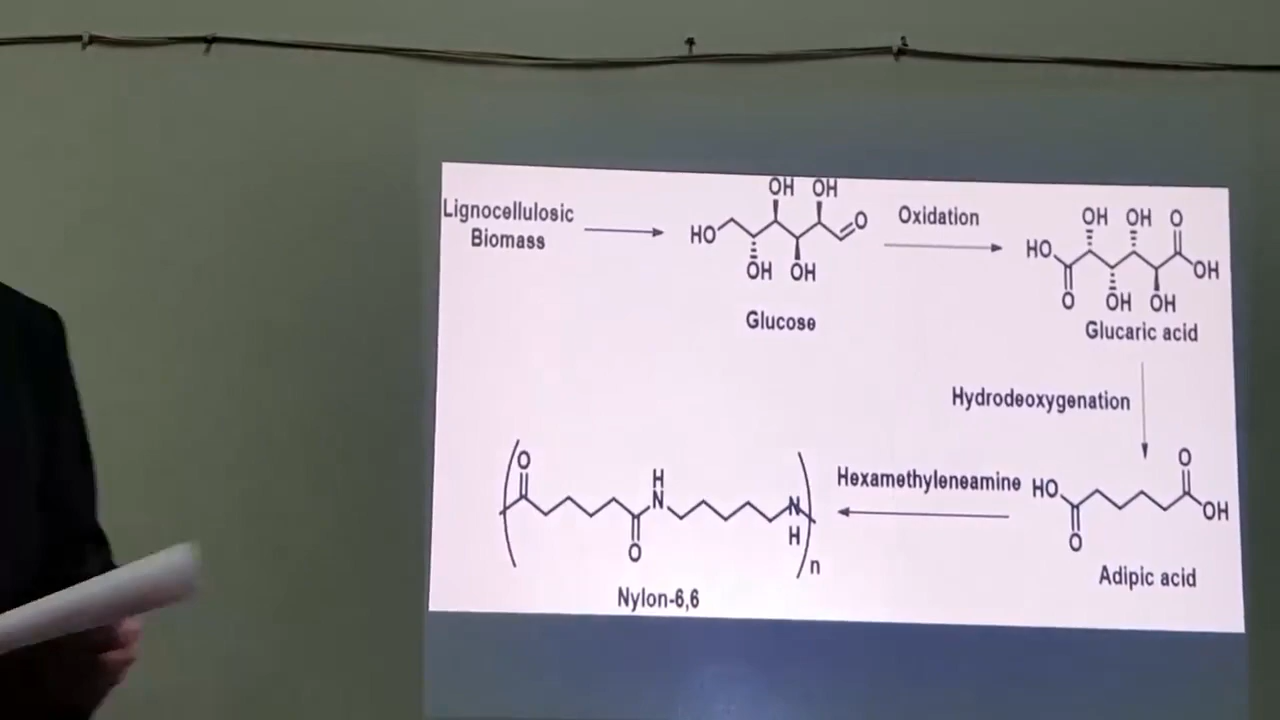 Lignocellulosic
Biomass
OH OH
HO
O
OH OH
Glucose
Oxidation
OH OH O
HO
OH
O
OH OH
Glucaric acid
Hydrodeoxygenation
O
HO
OH
O
Adipic acid
Hexamethyleneamine
O
H
N
O
N
H
n
Nylon-6,6